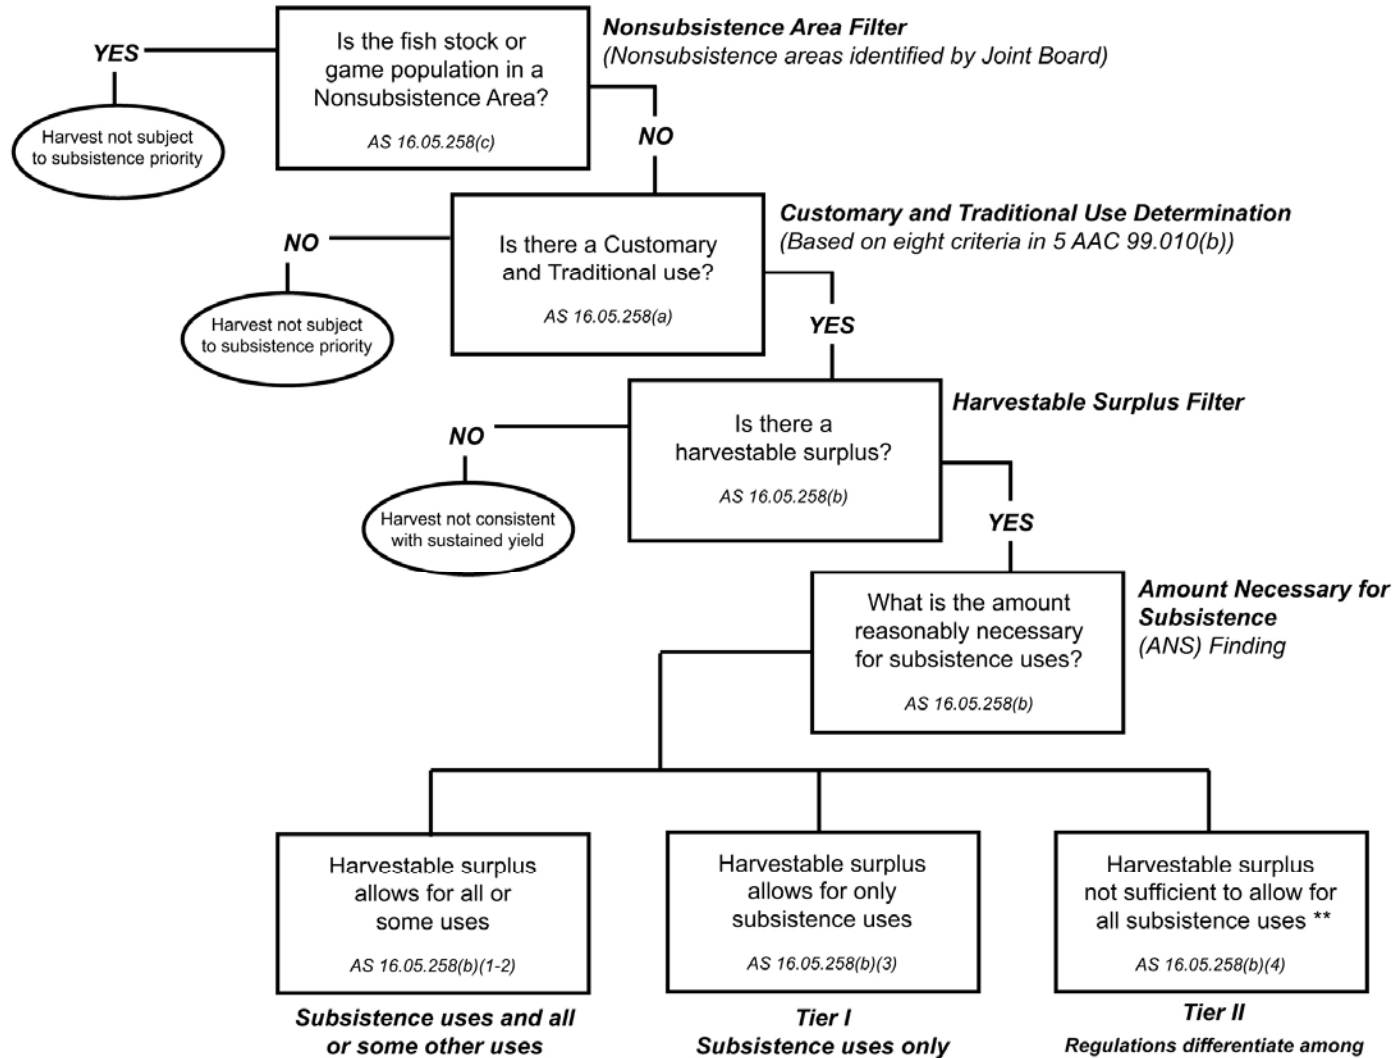 Is the fish stock or
game population in a
Nonsubsistence Area?
AS 16.05.258(c)
Nonsubsistence Area Filter
(Nonsubsistence areas identified by Joint Board)
YES
Harvest not subject
to subsistence priority
NO
Is there a Customary
and Traditional use?
AS 16.05.258(a)
Customary and Traditional Use Determination
(Based on eight criteria in 5 AAC 99.010(b))
NO
Harvest not subject
to subsistence priority
YES
Is there a
harvestable surplus?
AS 16.05.258(b)
Harvestable Surplus Filter
NO
Harvest not consistent
with sustained yield
YES
What is the amount
reasonably necessary
for subsistence uses?
AS 16.05.258(b)
Amount Necessary for
Subsistence
(ANS) Finding
Harvestable surplus
allows for all or
some uses
AS 16.05.258(b)(1-2)
Subsistence uses and all
or some other uses
Harvestable surplus
allows for only
subsistence uses
AS 16.05.258(b)(3)
Tier I
Subsistence uses only
Harvestable surplus
not sufficient to allow for
all subsistence uses **
AS 16.05.258(b)(4)
Tier II
Regulations differentiate among